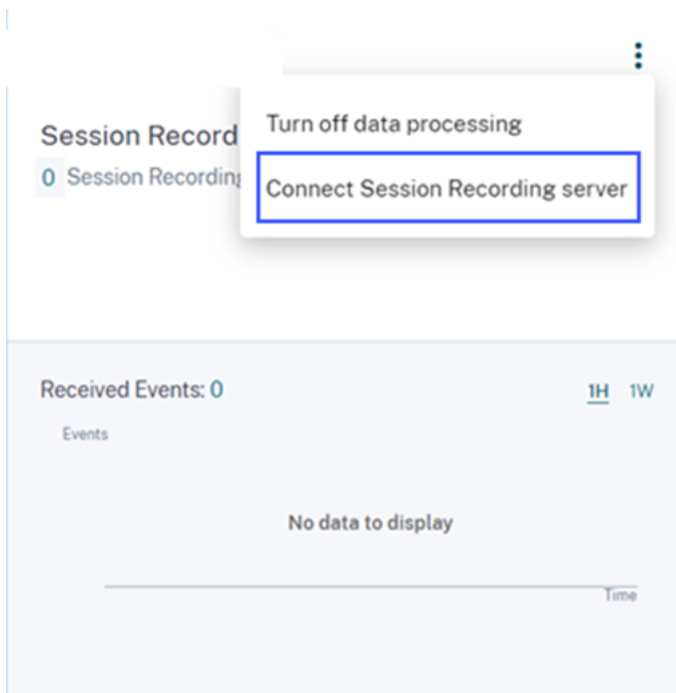 Turn off data processing
Session Record
0 Session Recording
Connect Session Recording server
Received Events: 0
1H 1W
Events
No data to display
Time